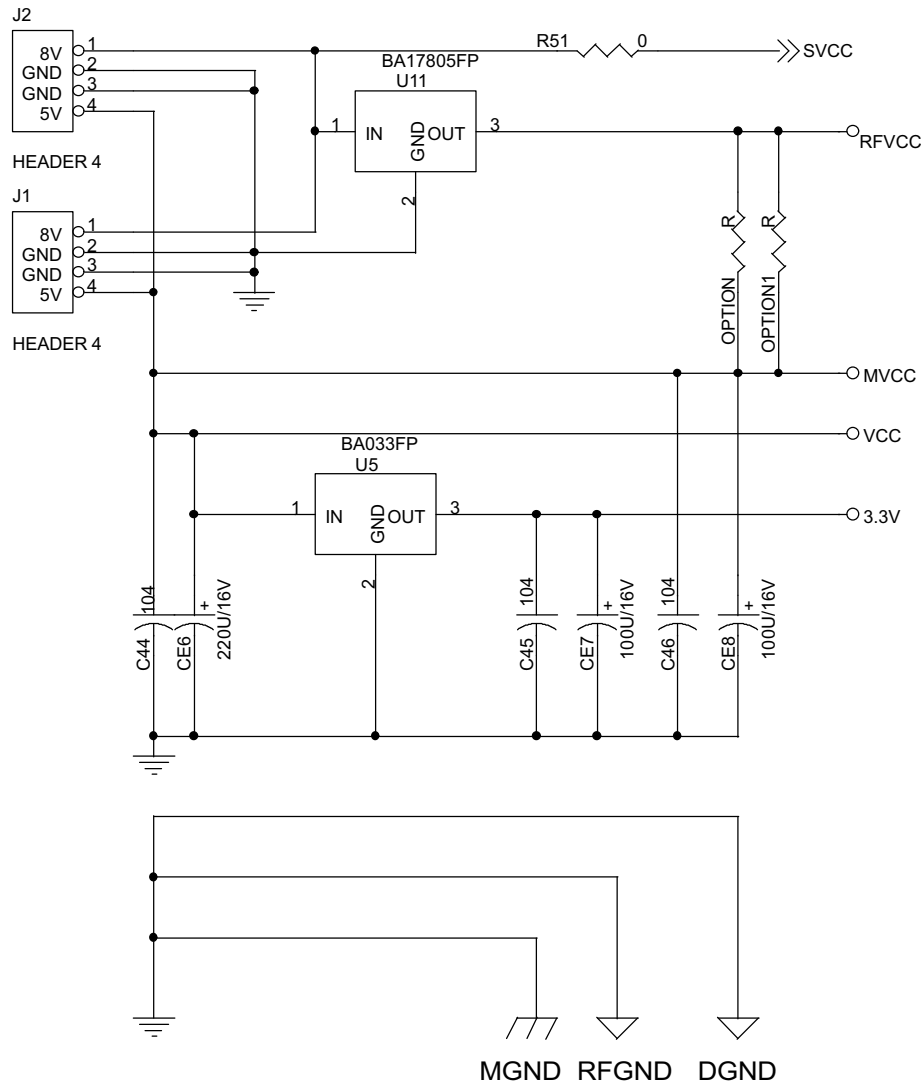 J2
8V 1
GND 2
GND 3
5V 4
HEADER 4
R51 0
SVCC
BA17805FP
U11
1 IN GND OUT 3
2
RFVCC
J1
8V 1
GND 2
GND 3
5V 4
HEADER 4
R
OPTION
R
OPTION1
MVCC
VCC
BA033FP
U5
1 IN GND OUT 3
2
3.3V
C44
104
CE6
+
220U/16V
C45
104
CE7
+
100U/16V
C46
104
CE8
+
100U/16V
MGND RFGND DGND